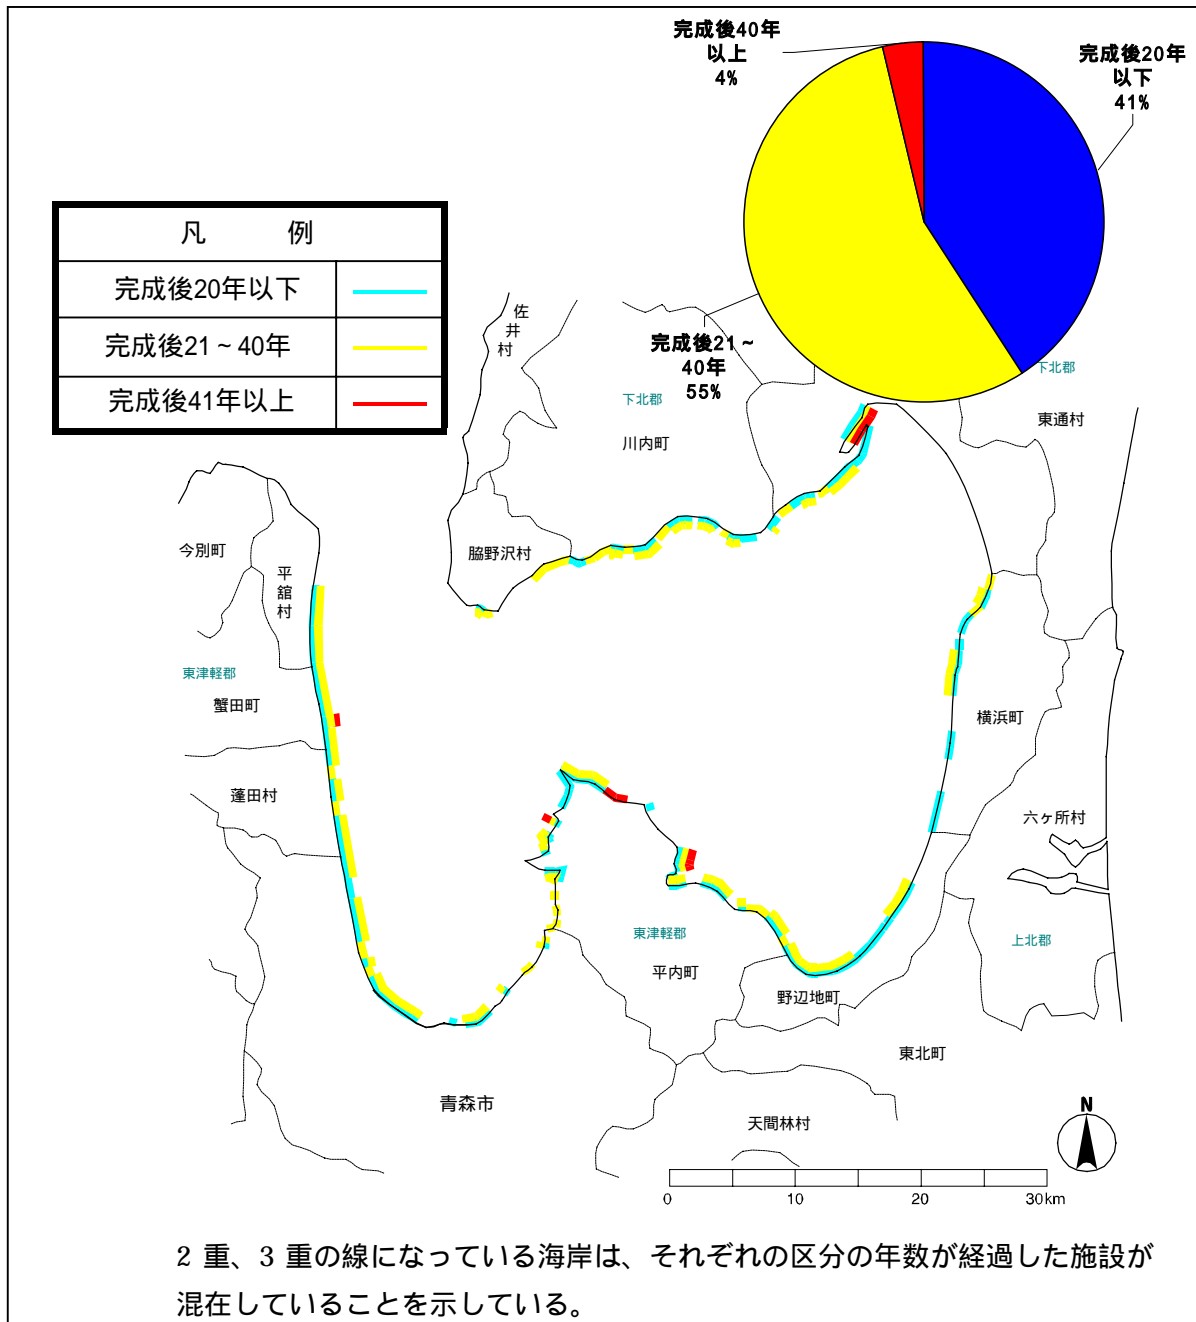 完成後40年
以上
4%
完成後20年
以下
41%
凡 例
完成後20年以下
完成後21~40年
完成後41年以上
佐
井
村
完成後21~
40年
55%
下北郡
下北郡
川内町
東通村
今別町
平
舘
村
脇野沢村
東津軽郡
蟹田町
横浜町
蓬田村
六ヶ所村
東津軽郡
上北郡
平内町
野辺地町
東北町
青森市
天間林村
N
0 10 20 30km
2 重、3 重の線になっている海岸は、それぞれの区分の年数が経過した施設が
混在していることを示している。